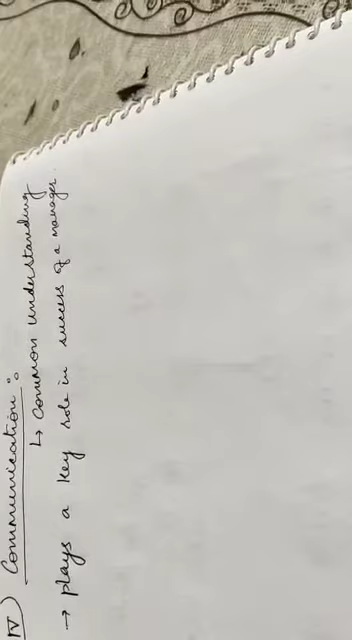 IV) Communication :
↳ Common understanding
→ plays a key role in success of a manager.